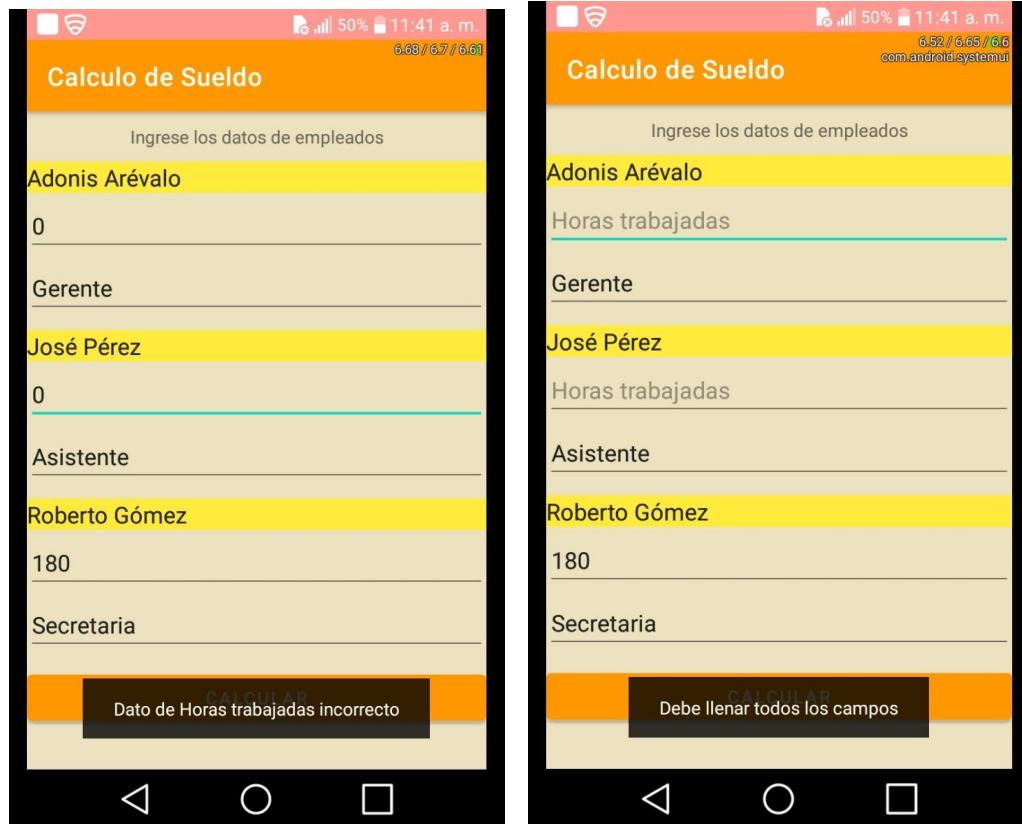 50% 11:41 a. m.
6.68 / 6.7 / 6.61
Calculo de Sueldo
Ingrese los datos de empleados
Adonis Arévalo
0
Gerente
José Pérez
0
Asistente
Roberto Gómez
180
Secretaria
CALCULAR
Dato de Horas trabajadas incorrecto
50% 11:41 a. m.
6.52 / 6.65 / 6.6
com.android.systemui
Calculo de Sueldo
Ingrese los datos de empleados
Adonis Arévalo
Horas trabajadas
Gerente
José Pérez
Horas trabajadas
Asistente
Roberto Gómez
180
Secretaria
CALCULAR
Debe llenar todos los campos